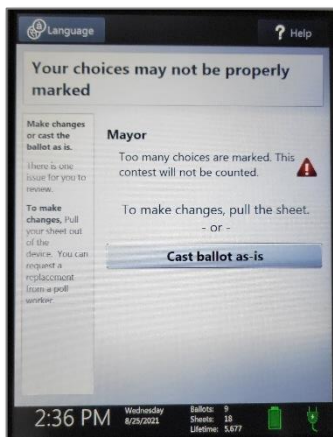 Language
? Help
Your choices may not be properly
marked
Make changes
or cast the
ballot as is.
There is one
issue for you to
review.
To make
changes, Pull
your sheet out
of the
device. You can
request a
replacement
from a poll
worker.
Mayor
Too many choices are marked. This
contest will not be counted.
To make changes, pull the sheet.
- or -
Cast ballot as-is
2:36 PM
Wednesday
8/25/2021
Ballots: 9
Sheets: 18
Lifetime: 5,677